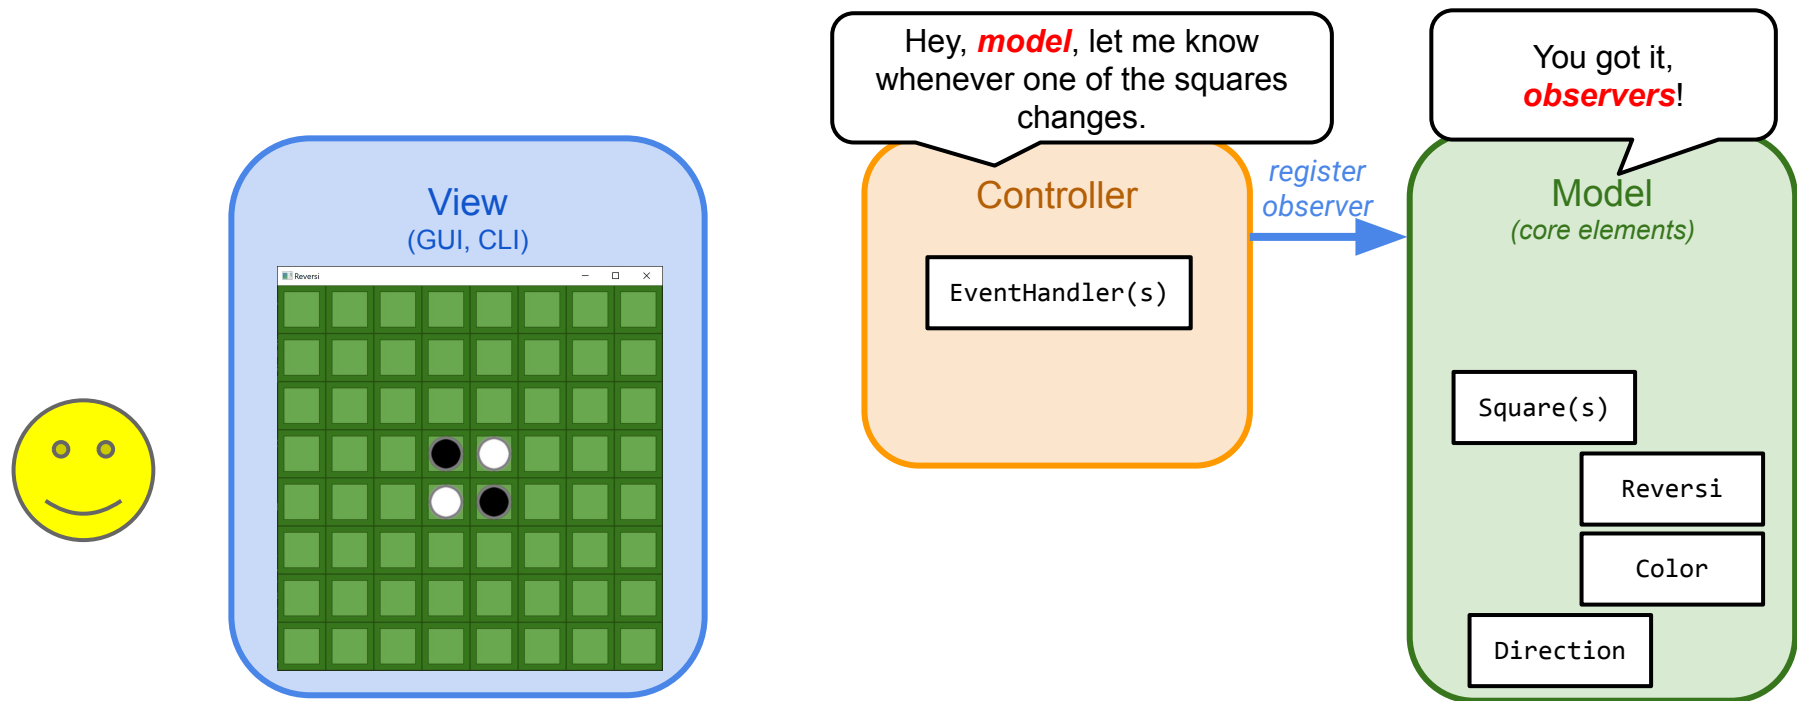 Hey, model, let me know
whenever one of the squares
changes.
You got it,
observers!
View
(GUI, CLI)
Reversi
Controller
EventHandler(s)
register
observer
Model
(core elements)
Square(s)
Reversi
Color
Direction